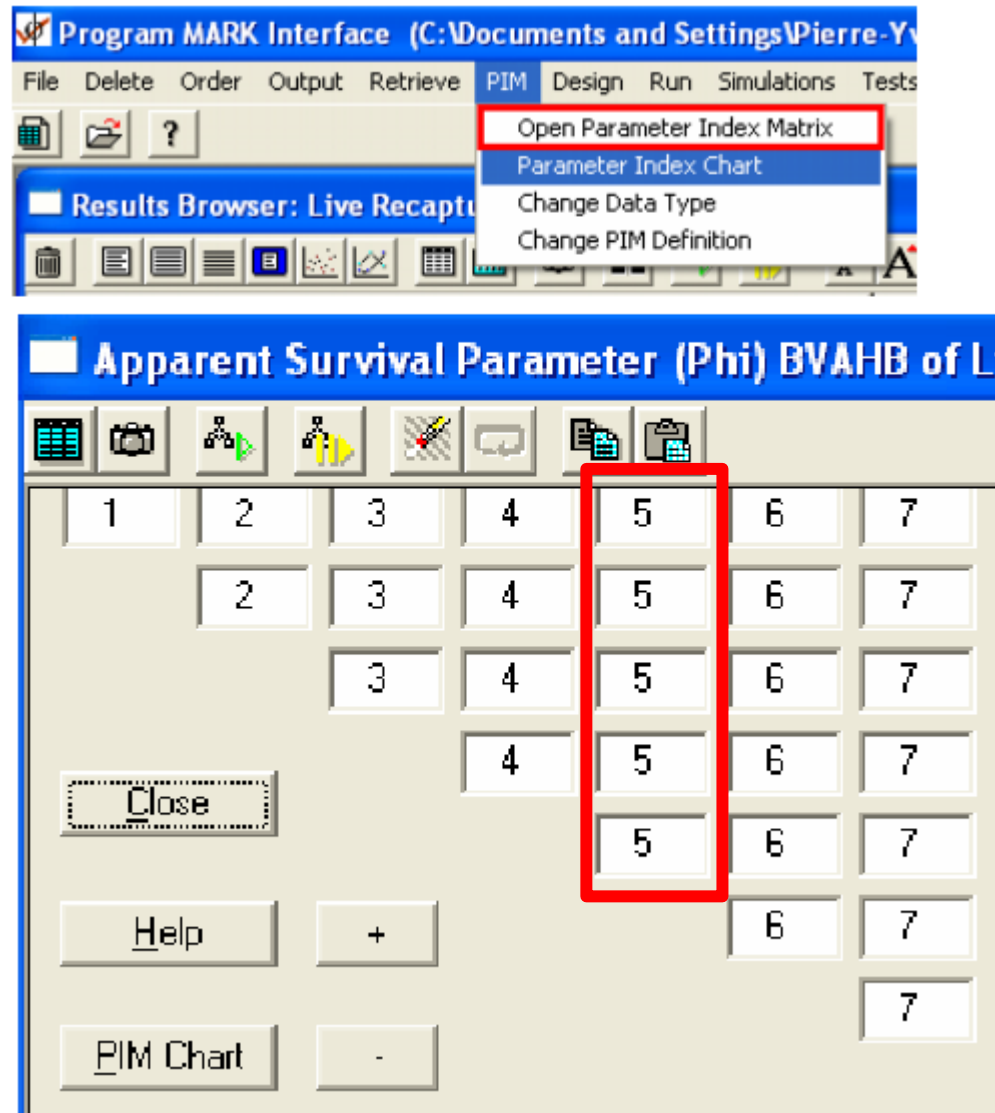 Program MARK Interface (C:\Documents and Settings\Pierre-Yv
File Delete Order Output Retrieve PIM Design Run Simulations Tests
?
Open Parameter Index Matrix
Parameter Index Chart
Change Data Type
Change PIM Definition
Results Browser: Live Recaptu
A A
Apparent Survival Parameter (Phi) BVAHB of L
1 2 3 4 5 6 7
2 3 4 5 6 7
3 4 5 6 7
4 5 6 7
Close
5 6 7
Help +
6 7
7
PIM Chart -